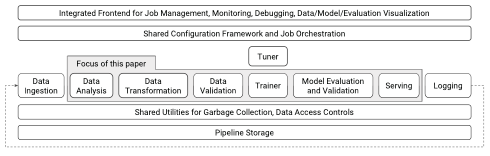 Integrated Frontend for Job Management, Monitoring, Debugging, Data/Model/Evaluation Visualization
Shared Configuration Framework and Job Orchestration
Tuner
Focus of this paper
Data
Ingestion
Data
Analysis
Data
Transformation
Data
Validation
Trainer
Model Evaluation
and Validation
Serving
Logging
Shared Utilities for Garbage Collection, Data Access Controls
Pipeline Storage